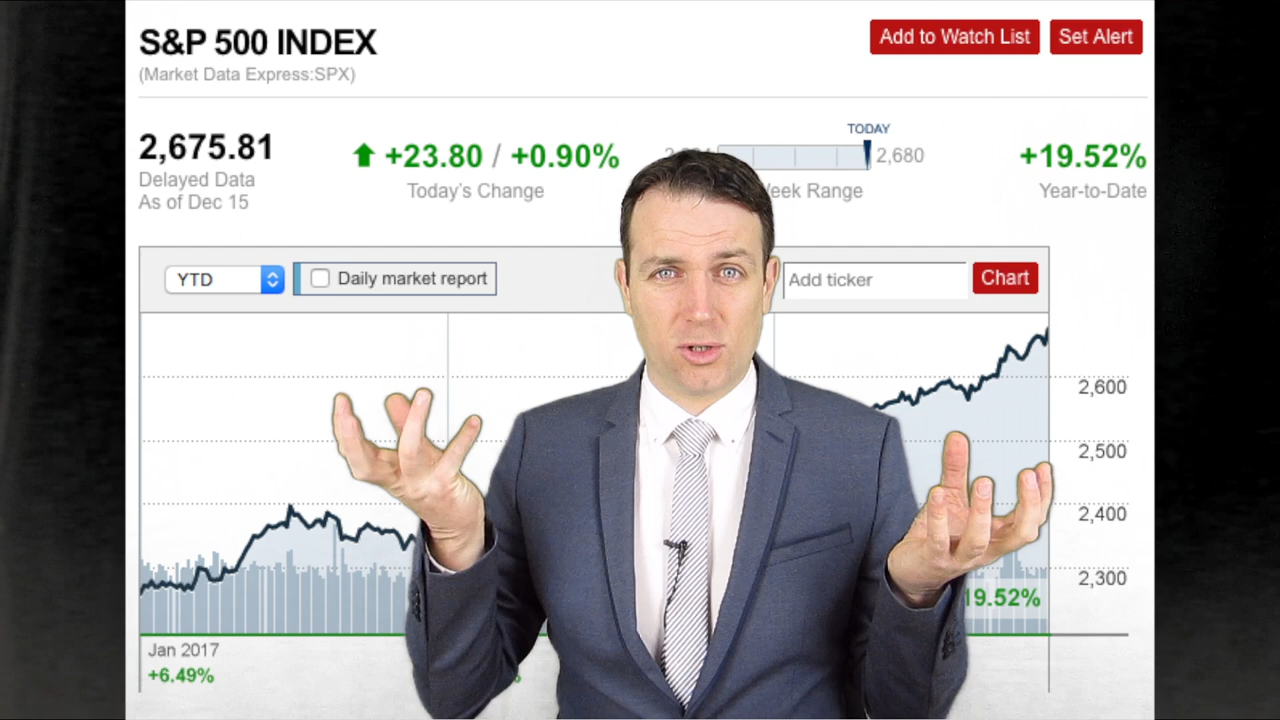 S&P 500 INDEX
Add to Watch List
Set Alert
(Market Data Express:SPX)
TODAY
2,675.81
+23.80 / +0.90%
2,680
+19.52%
Delayed Data
Today's Change
Range
Year-to-Date
As of Dec 15
YTD
Daily market report
Add ticker
Chart
2,600
2,500
2,400
2,300
19.52%
Jan 2017
+6.49%